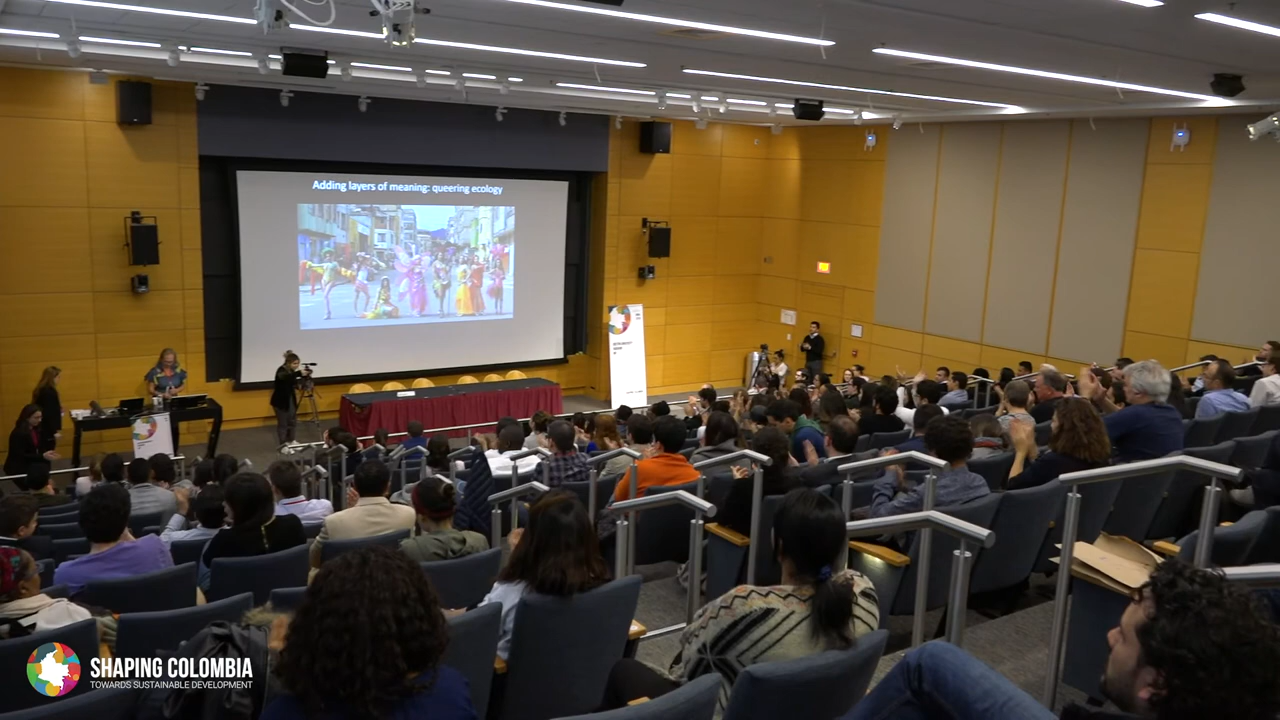 Adding layers of meaning: queering ecology
SHAPING COLOMBIA
TOWARDS SUSTAINABLE DEVELOPMENT